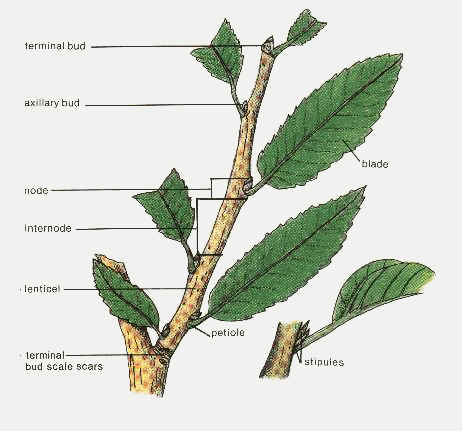 terminal bud
axillary bud
blade
node
internode
lenticel
petiole
terminal
bud scale scars
stipules